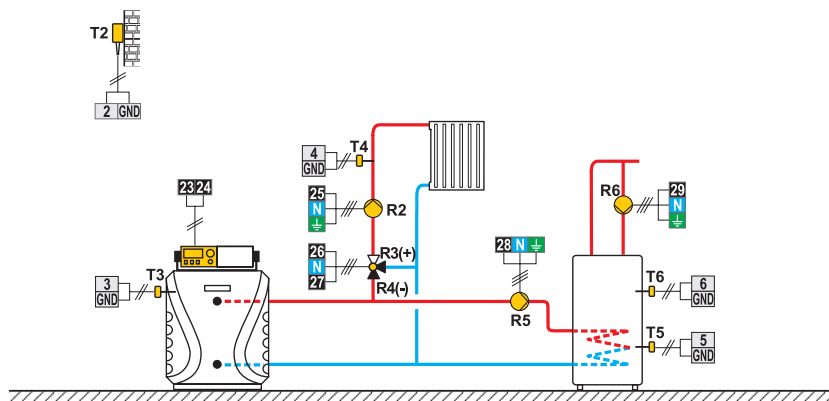 T2
2 GND
T4
4
GND
23 24
25
N
R2
R6
29
N
26
N
27
R3(+)
R4(-)
28 N
R5
3
GND
T3
T6
6
GND
T5
5
GND